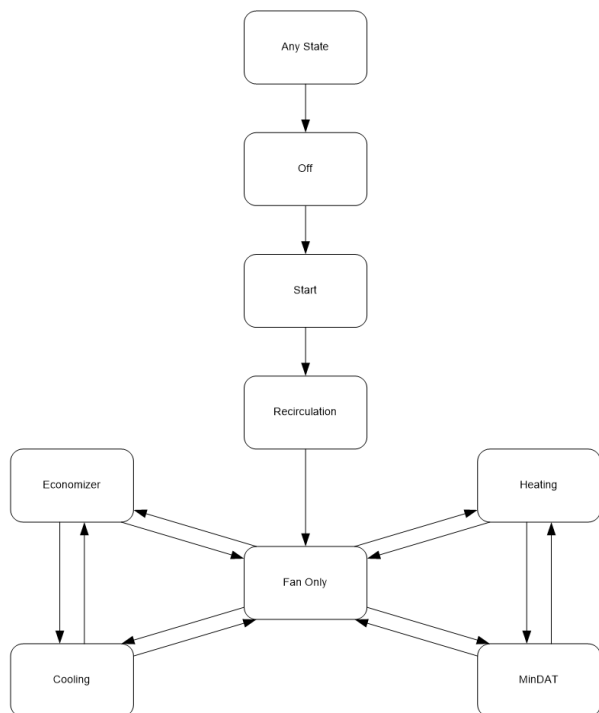 Any State
Off
Start
Recirculation
Economizer
Heating
Fan Only
Cooling
MinDAT